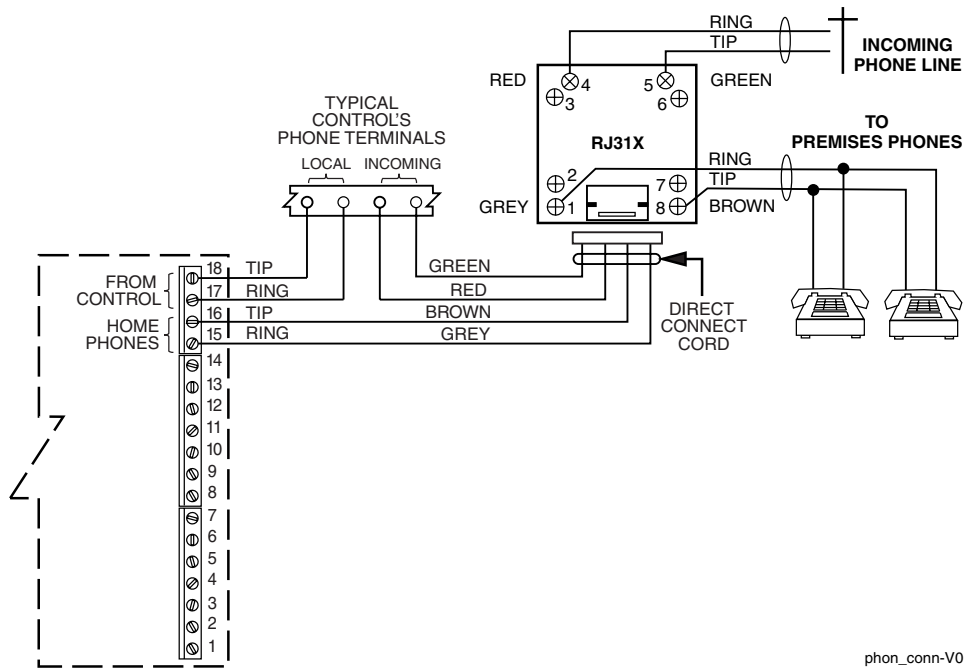 RING
TIP
INCOMING
PHONE LINE
RED
4
5
GREEN
3
6
TYPICAL
CONTROL'S
PHONE TERMINALS
RJ31X
TO
PREMISES PHONES
LOCAL INCOMING
RING
TIP
2
7
GREY
1
8
BROWN
18
TIP
GREEN
FROM
CONTROL
17
RING
RED
16
TIP
BROWN
HOME
PHONES
15
RING
GREY
DIRECT
CONNECT
CORD
14
13
12
11
10
9
8
7
6
5
4
3
2
1
phon_conn-V0